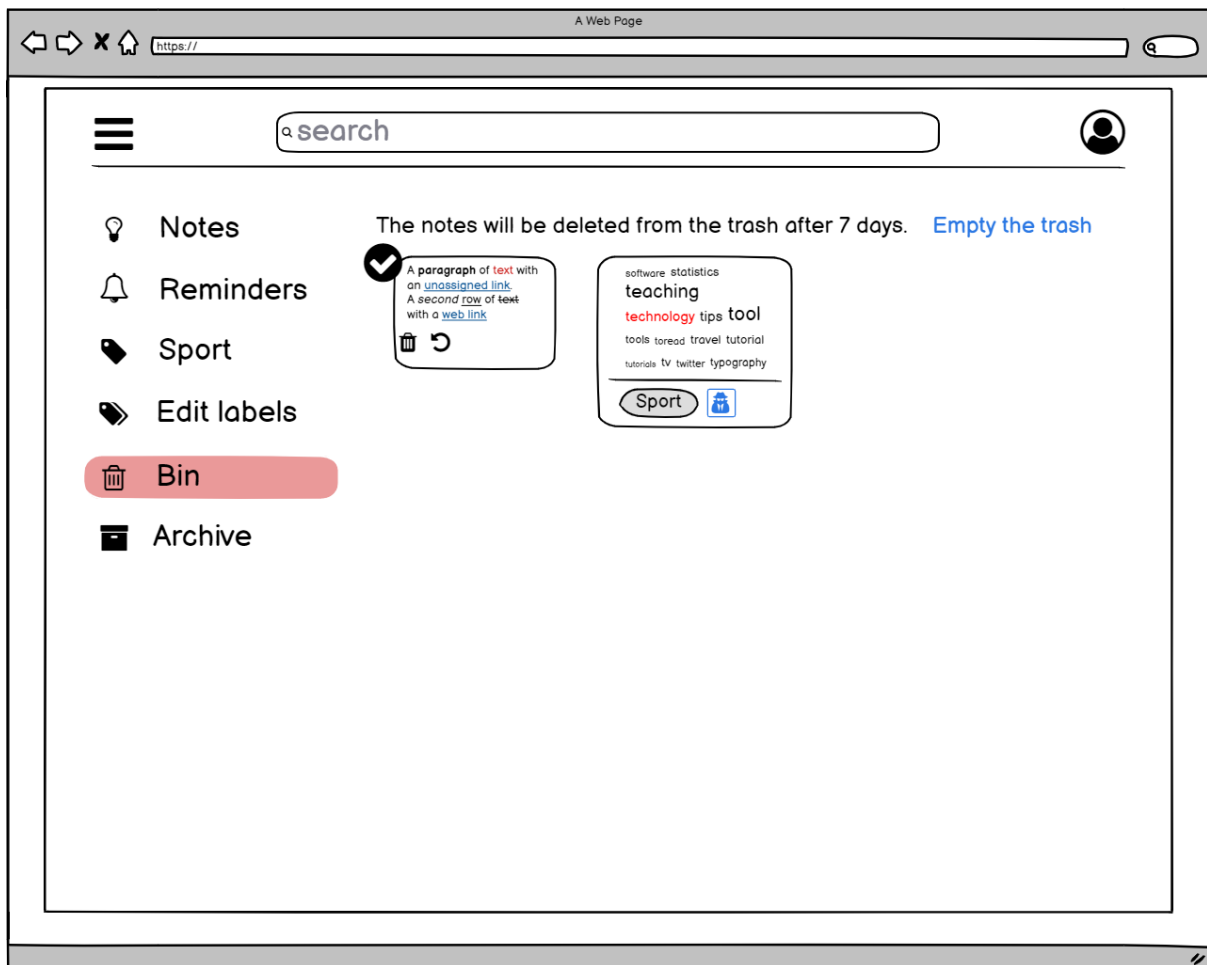 A Web Page
https://
search
Notes
Reminders
Sport
Edit labels
Bin
Archive
The notes will be deleted from the trash after 7 days. Empty the trash
A paragraph of text with
an unassigned link.
A second row of text
with a web link
software statistics
teaching
technology tips tool
tools toread travel tutorial
tutorials tv twitter typography
Sport